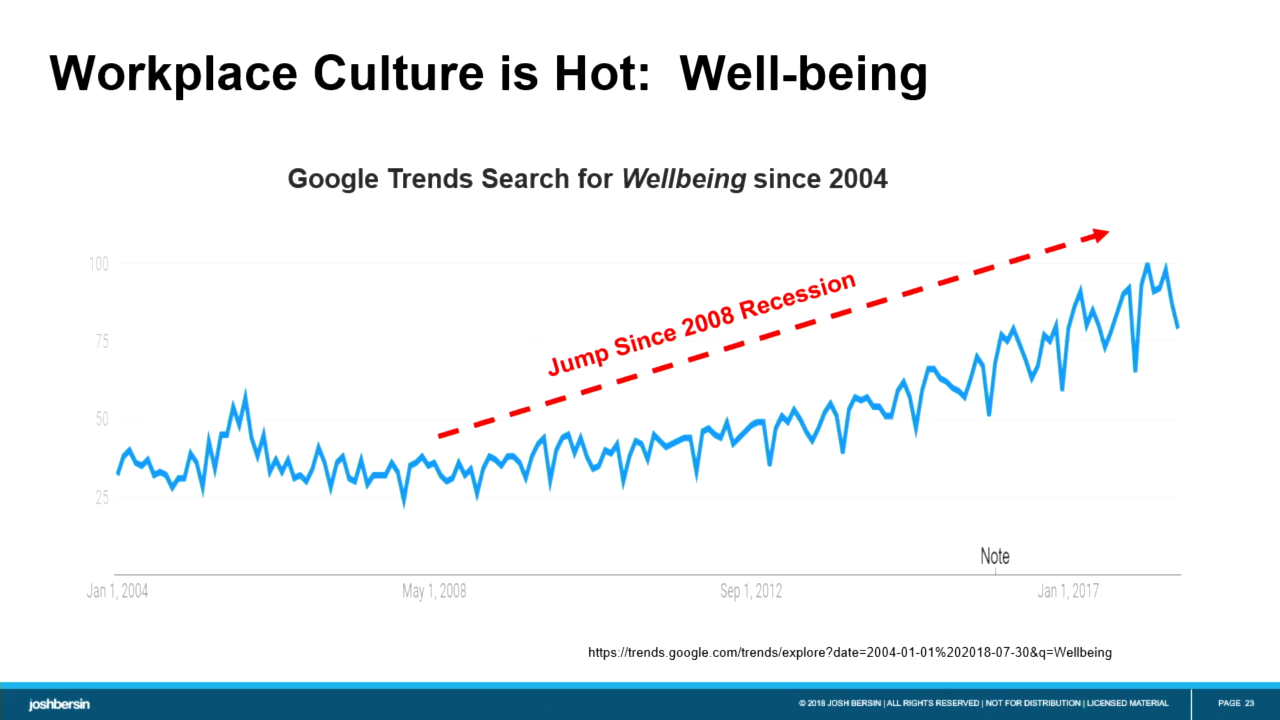 Workplace Culture is Hot:  Well-being
Google Trends Search for Wellbeing since 2004
Jump Since 2008 Recession
100
75
50
25
Note
Jan 1, 2004
May 1, 2008
Sep 1, 2012
Jan 1, 2017
https://trends.google.com/trends/explore?date=2004-01-01%202018-07-30&q=Wellbeing
joshbersin
© 2018 JOSH BERSIN | ALL RIGHTS RESERVED | NOT FOR DISTRIBUTION | LICENSED MATERIAL
PAGE 23